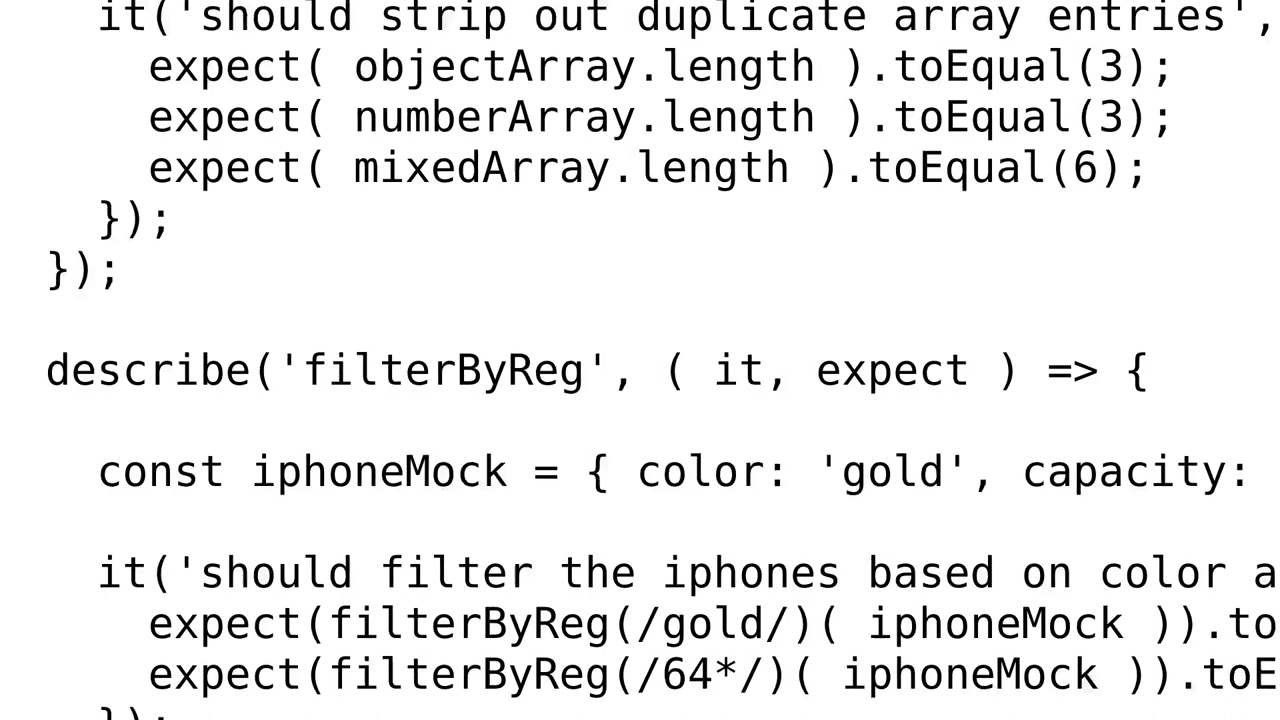 it('should strip out duplicate array entries',
expect( objectArray.length ).toEqual(3);
expect( numberArray.length ).toEqual(3);
expect( mixedArray.length ).toEqual(6);
});
});
describe('filterByReg', ( it, expect ) => {
const iphoneMock = { color: 'gold', capacity:
it('should filter the iphones based on color a
expect(filterByReg(/gold/)( iphoneMock )).to
expect(filterByReg(/64*/)( iphoneMock )).toE
});